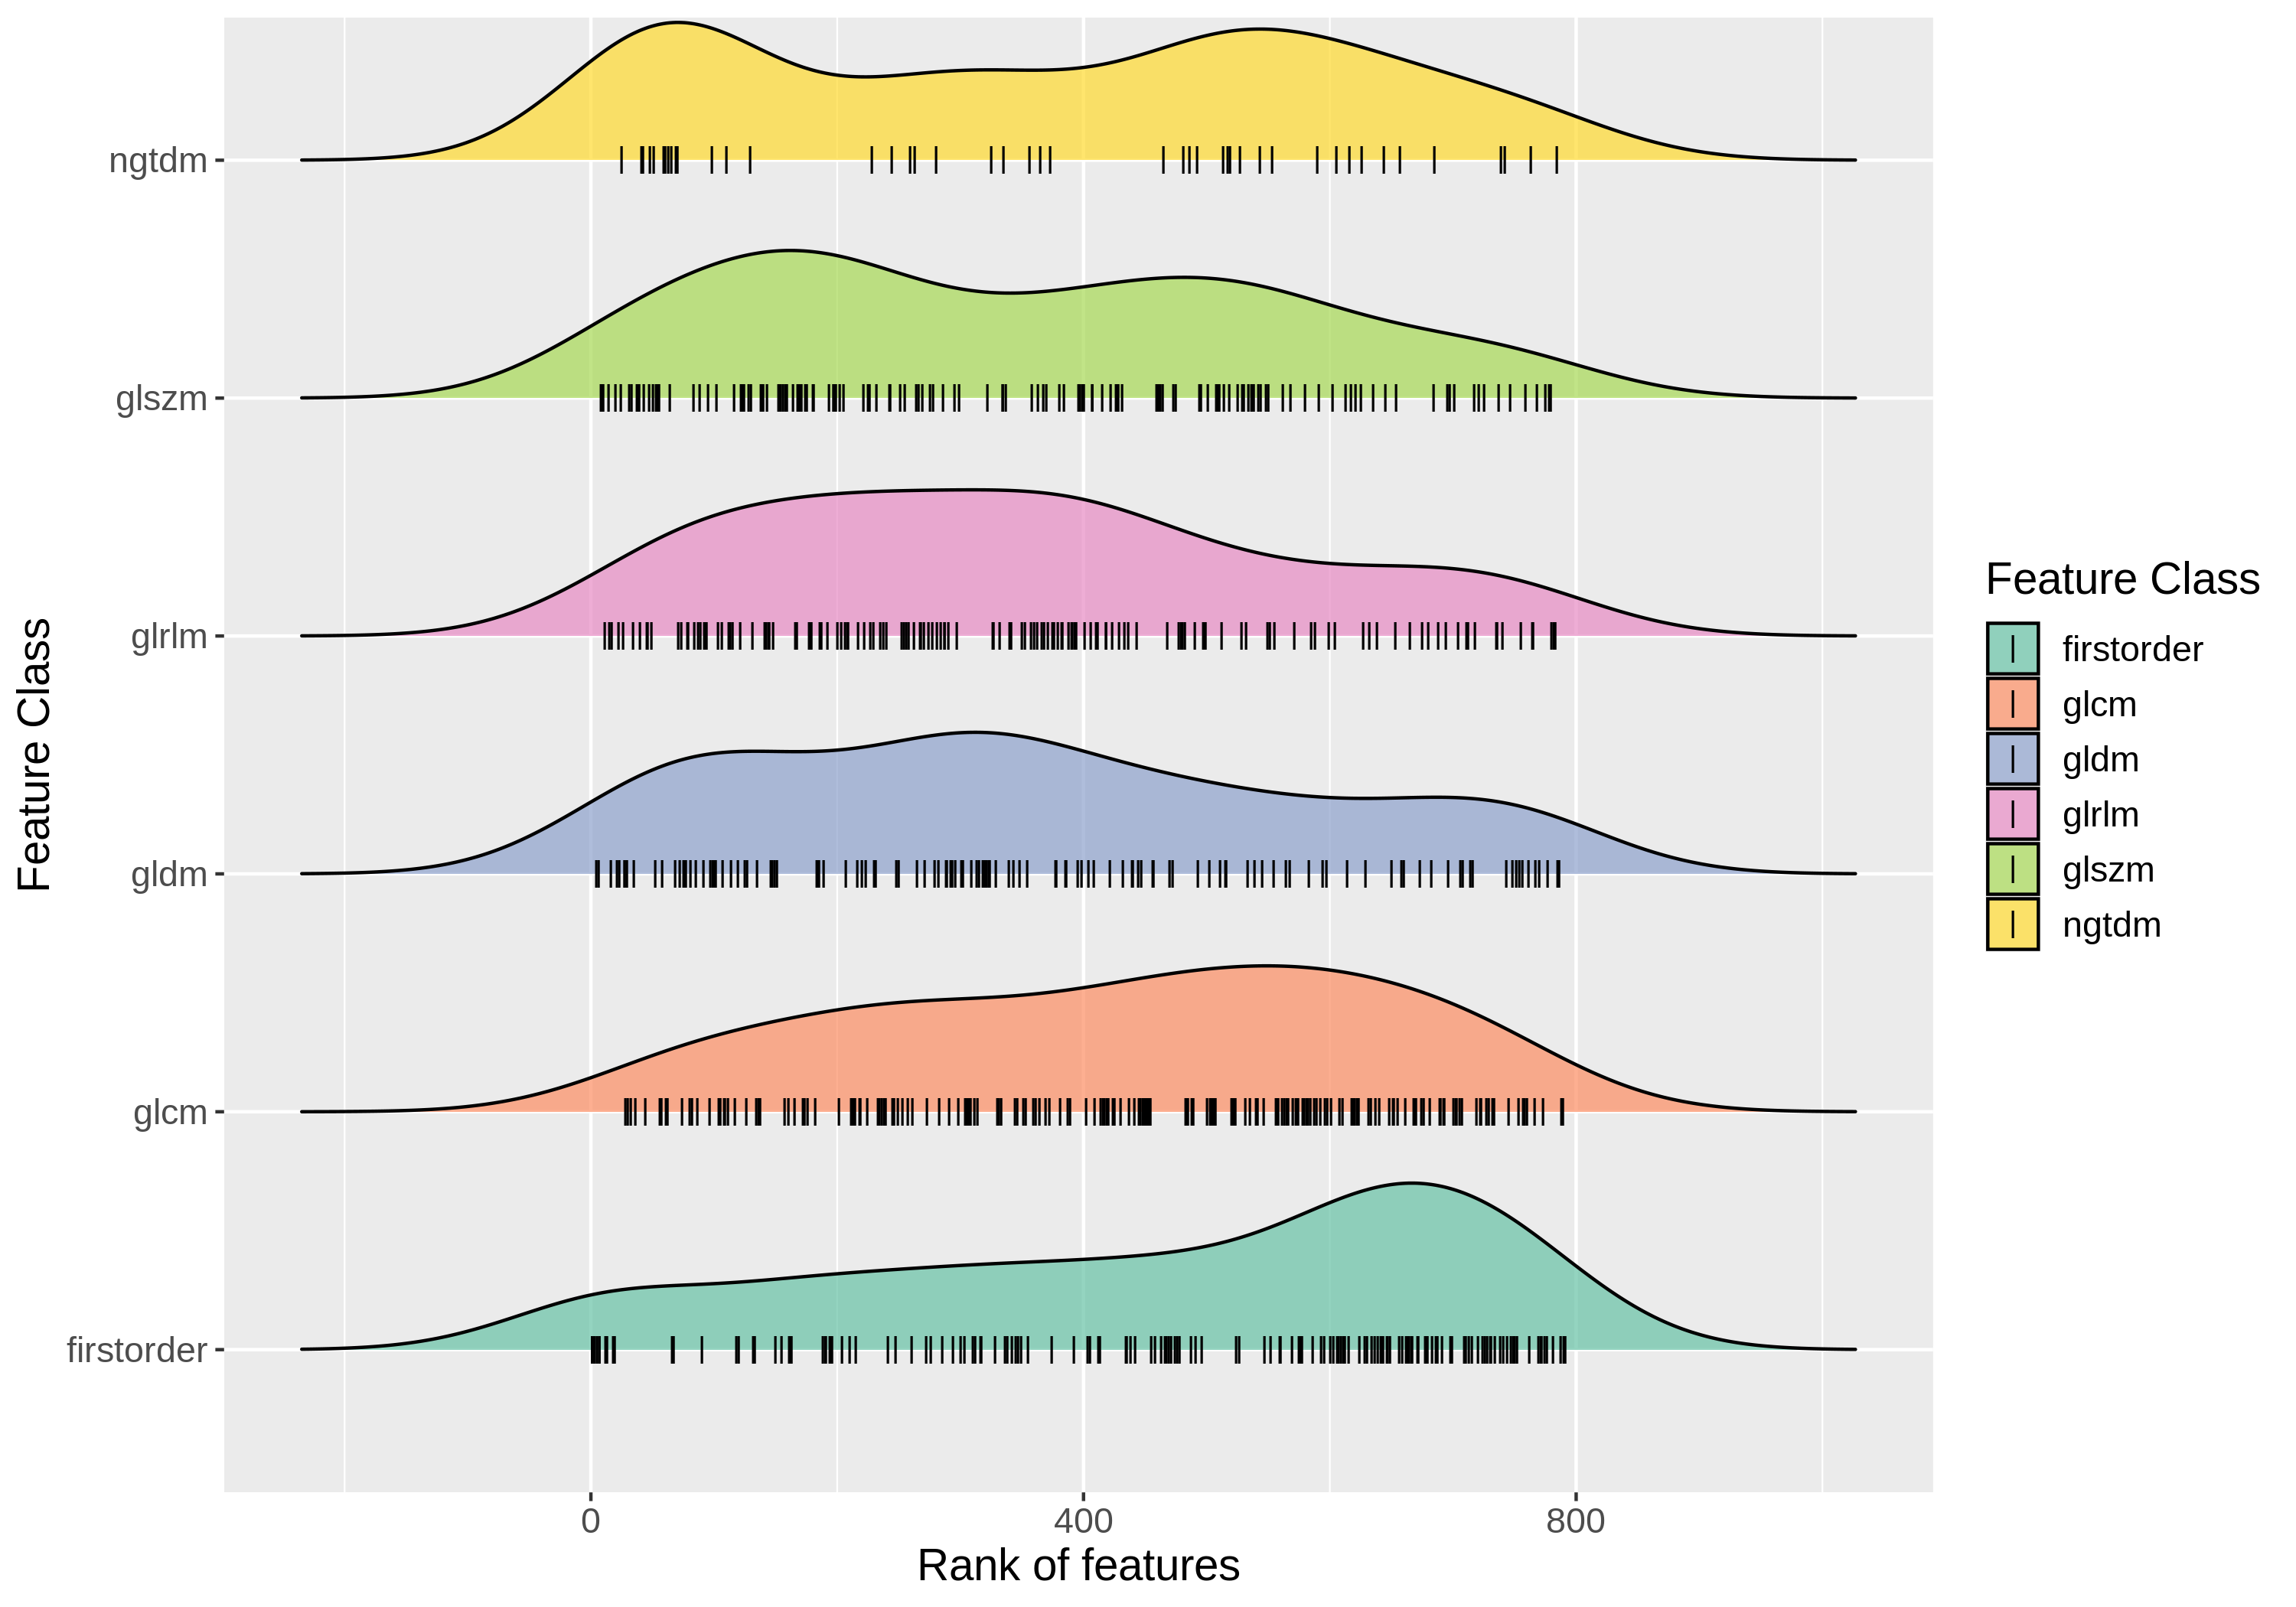 Feature Class
ngtdm
glszm
glrlm
gldm
glcm
firstorder
0
400
800
Rank of features
Feature Class
firstorder
glcm
gldm
glrlm
glszm
ngtdm